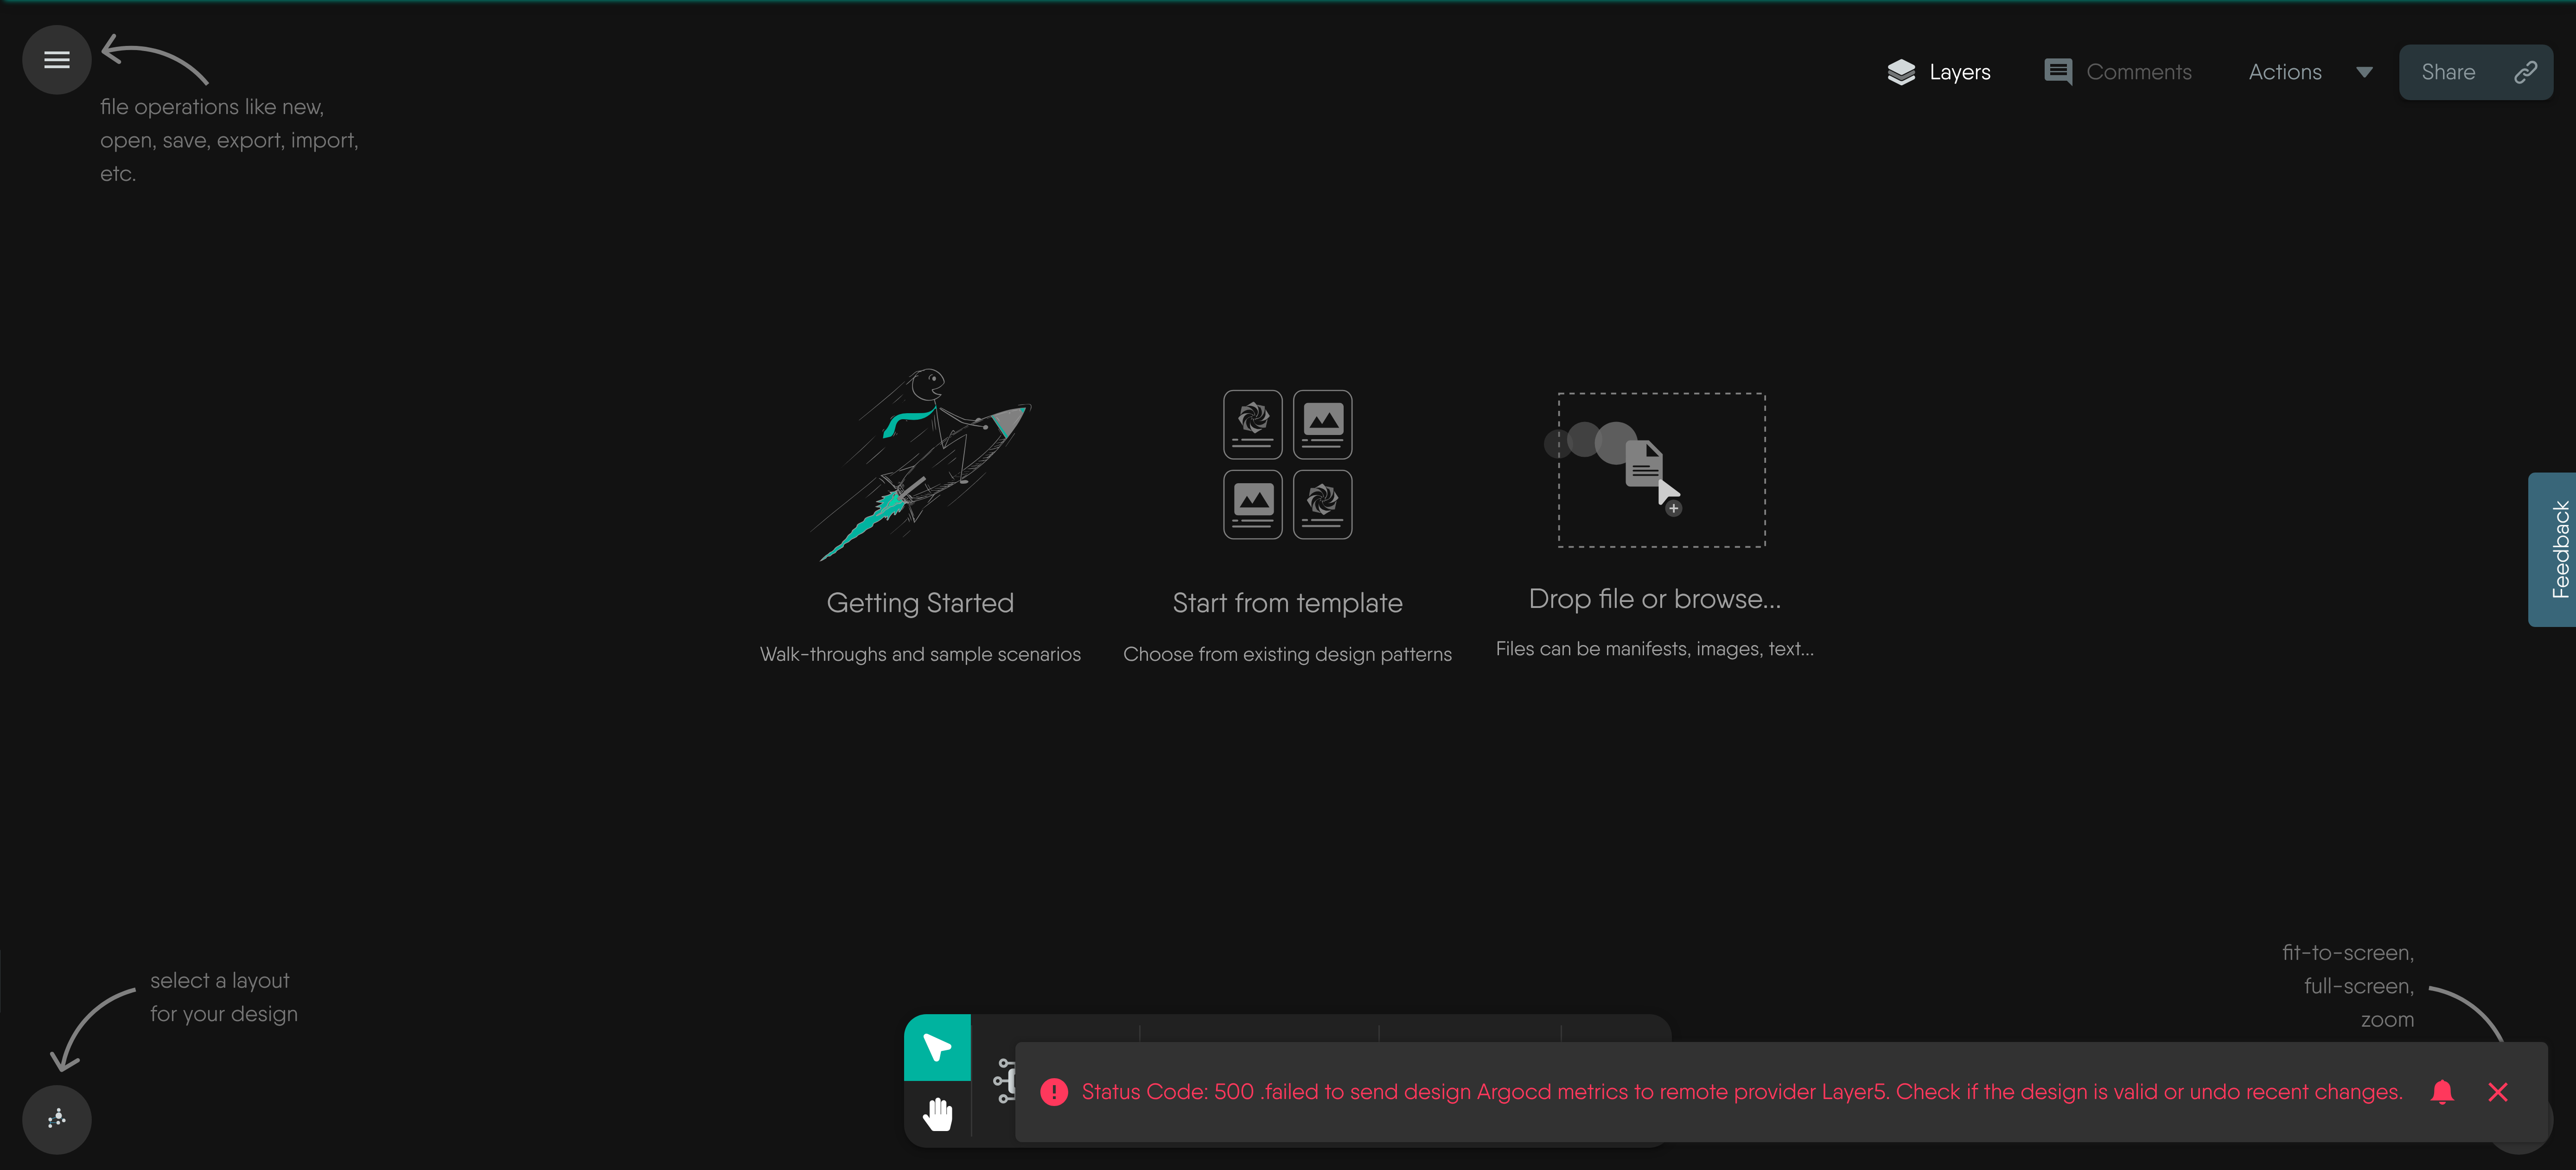 file operations like new,
open, save, export, import,
etc.
Layers
Comments
Actions
Share
Getting Started
Walk-throughs and sample scenarios
Start from template
Choose from existing design patterns
Drop file or browse...
Files can be manifests, images, text...
Feedback
select a layout
for your design
fit-to-screen,
full-screen,
zoom
Status Code: 500 .failed to send design Argocd metrics to remote provider Layer5. Check if the design is valid or undo recent changes.